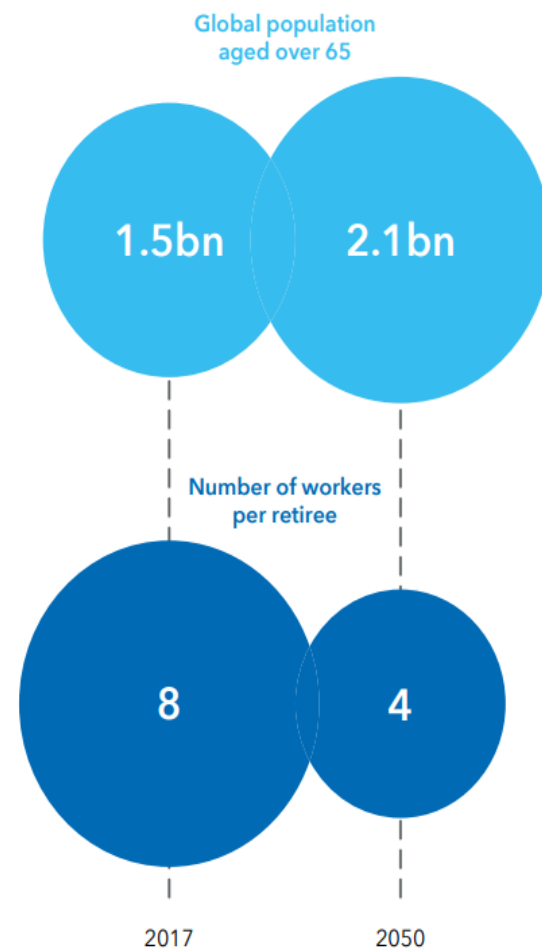 Global population
aged over 65
1.5bn
2.1bn
Number of workers
per retiree
8
4
2017
2050